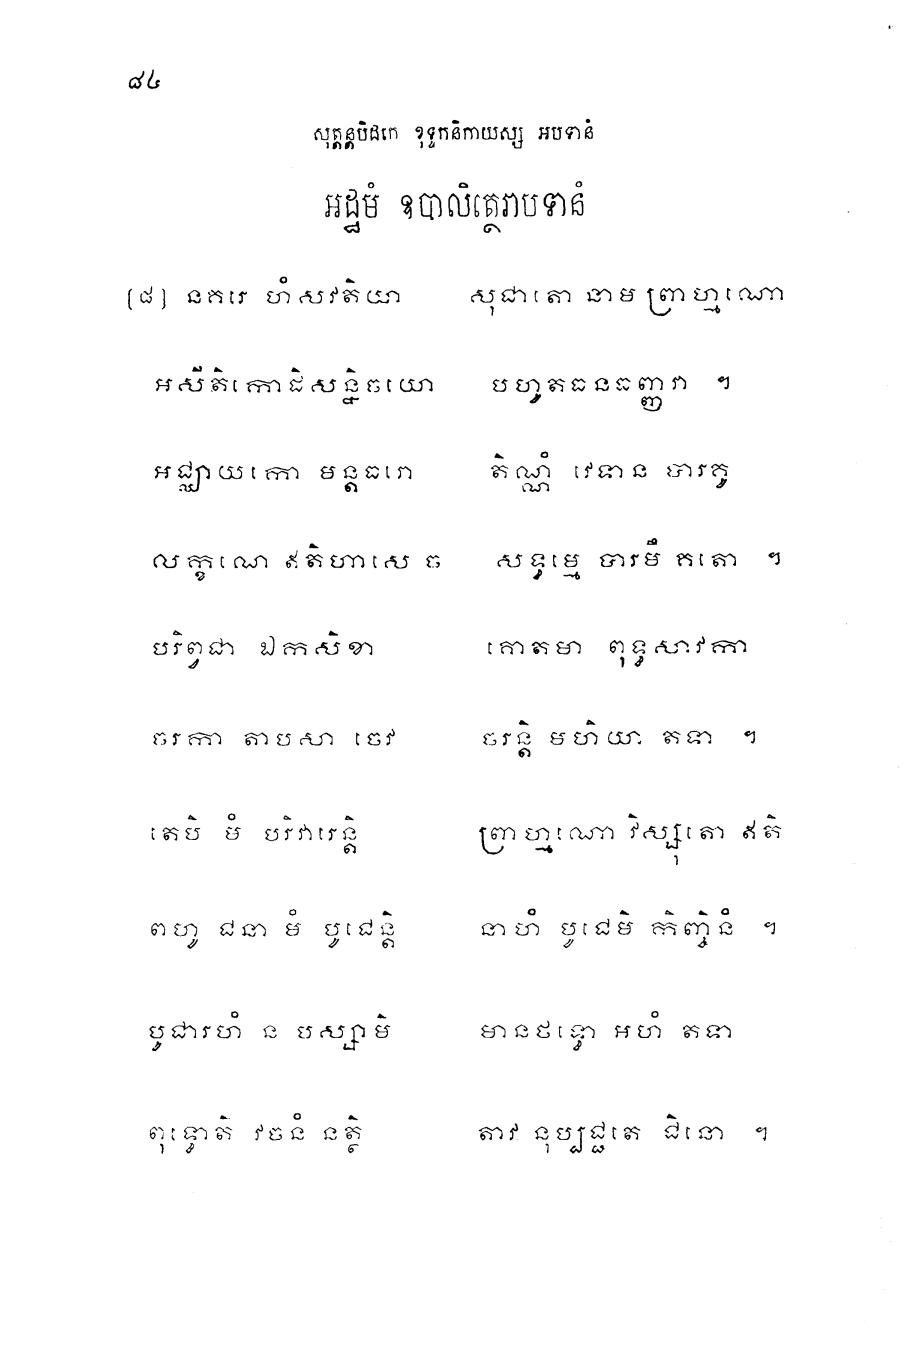 ៨៤
សុត្តន្តបិដកេ ខុទ្ទកនិកាយស្ស អបទានំ
អដ្ឋមំ ឧបាលិត្ថេរាបទានំ
(៨) នគរេ ហំសវតិយា សុជាតោ នាម ព្រាហ្មណោ
អសីតិកោដិសន្និចយោ បហូតធនធញ្ញវា ។
អជ្ឈាយកោ មន្តធរោ តិណ្ណំ វេទាន បារគូ
លក្ខណេ ឥតិហាសេ ច សទ្ធម្មេ បារមឹ គតោ ។
បរិព្វជា ឯកសិខា គោតមា ពុទ្ធសាវកា
ចរកា តាបសា ចេវ ចរន្តិ មហិយា តទា ។
តេបិ មំ បរិវារេន្តិ ព្រាហ្មណោ វិស្សុតោ ឥតិ
ពហូ ជនា មំ បូជេន្តិ នាហំ បូជេមិ កិញ្ចិនំ ។
បូជារហំ ន បស្សាមិ មានថទ្ធោ អហំ តទា
ពុទ្ធោតិ វចនំ នត្ថិ តាវ នុប្បជ្ជតេ ជិនោ ។